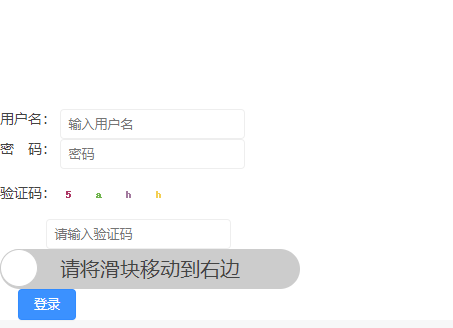 用户名： 输入用户名
密　码： 密码
验证码： 5 a h h
请输入验证码
请将滑块移动到右边
登录